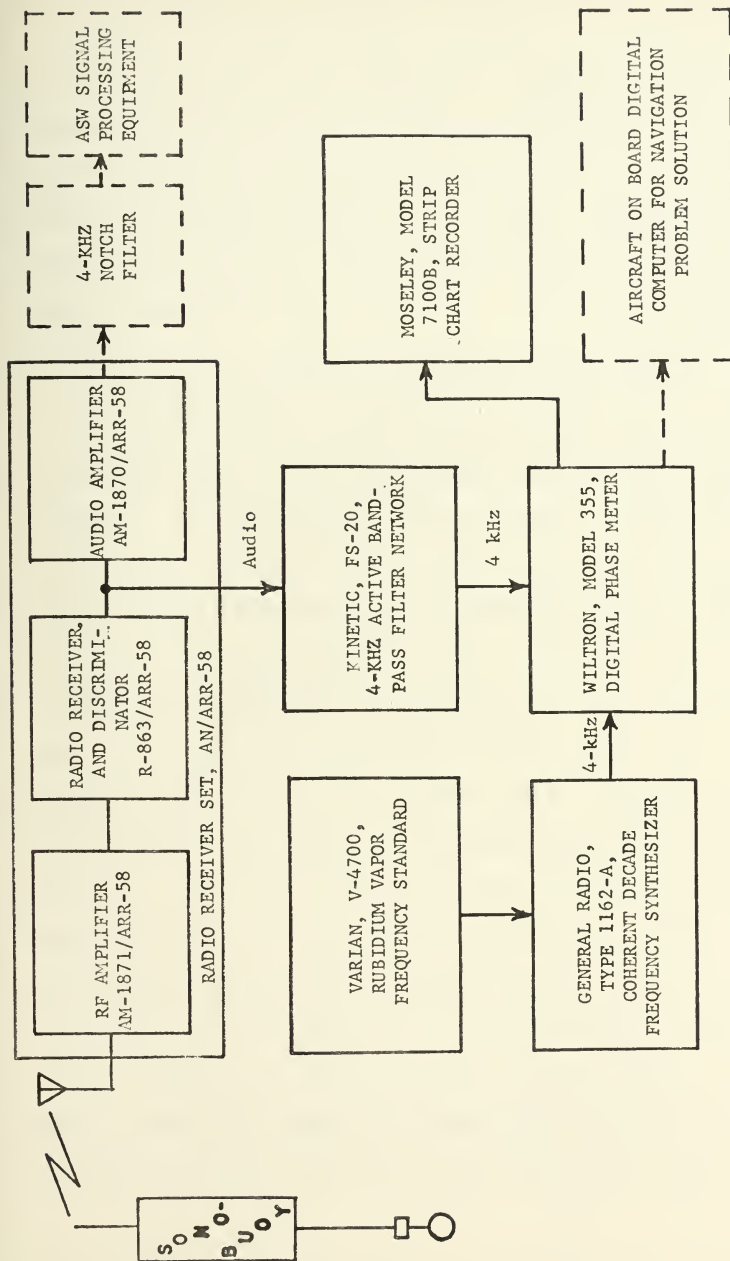 SONO-
BUOY
RF AMPLIFIER
AM-1871/ARR-58
RADIO RECEIVER
AND DISCRIMI-
NATOR
R-863/ARR-58
AUDIO AMPLIFIER
AM-1870/ARR-58
RADIO RECEIVER SET, AN/ARR-58
4-KHZ
NOTCH
FILTER
ASW SIGNAL
PROCESSING
EQUIPMENT
Audio
VARIAN, V-4700,
RUBIDIUM VAPOR
FREQUENCY STANDARD
KINETIC, FS-20,
4-KHZ ACTIVE BAND-
PASS FILTER NETWORK
MOSELEY, MODEL
7100B, STRIP
CHART RECORDER
4 kHz
GENERAL RADIO,
TYPE 1162-A,
COHERENT DECADE
FREQUENCY SYNTHESIZER
4-kHz
WILTRON, MODEL 355,
DIGITAL PHASE METER
AIRCRAFT ON BOARD DIGITAL
COMPUTER FOR NAVIGATION
PROBLEM SOLUTION